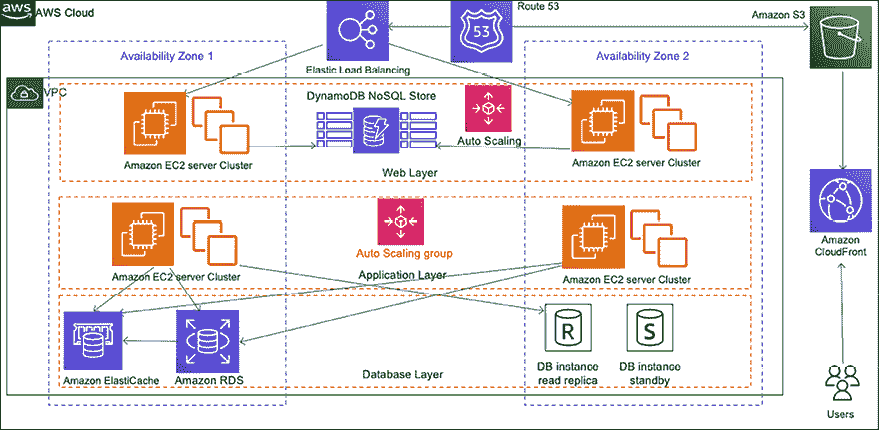 aws
AWS Cloud
Route 53
53
Amazon S3
Availability Zone 1
Availability Zone 2
Elastic Load Balancing
VPC
DynamoDB NoSQL Store
Auto Scaling
Amazon EC2 server Cluster
Amazon EC2 server Cluster
Web Layer
Auto Scaling group
Amazon EC2 server Cluster
Application Layer
Amazon EC2 server Cluster
Amazon
CloudFront
R
S
DB instance
read replica
DB instance
standby
Amazon ElastiCache
Amazon RDS
Database Layer
Users